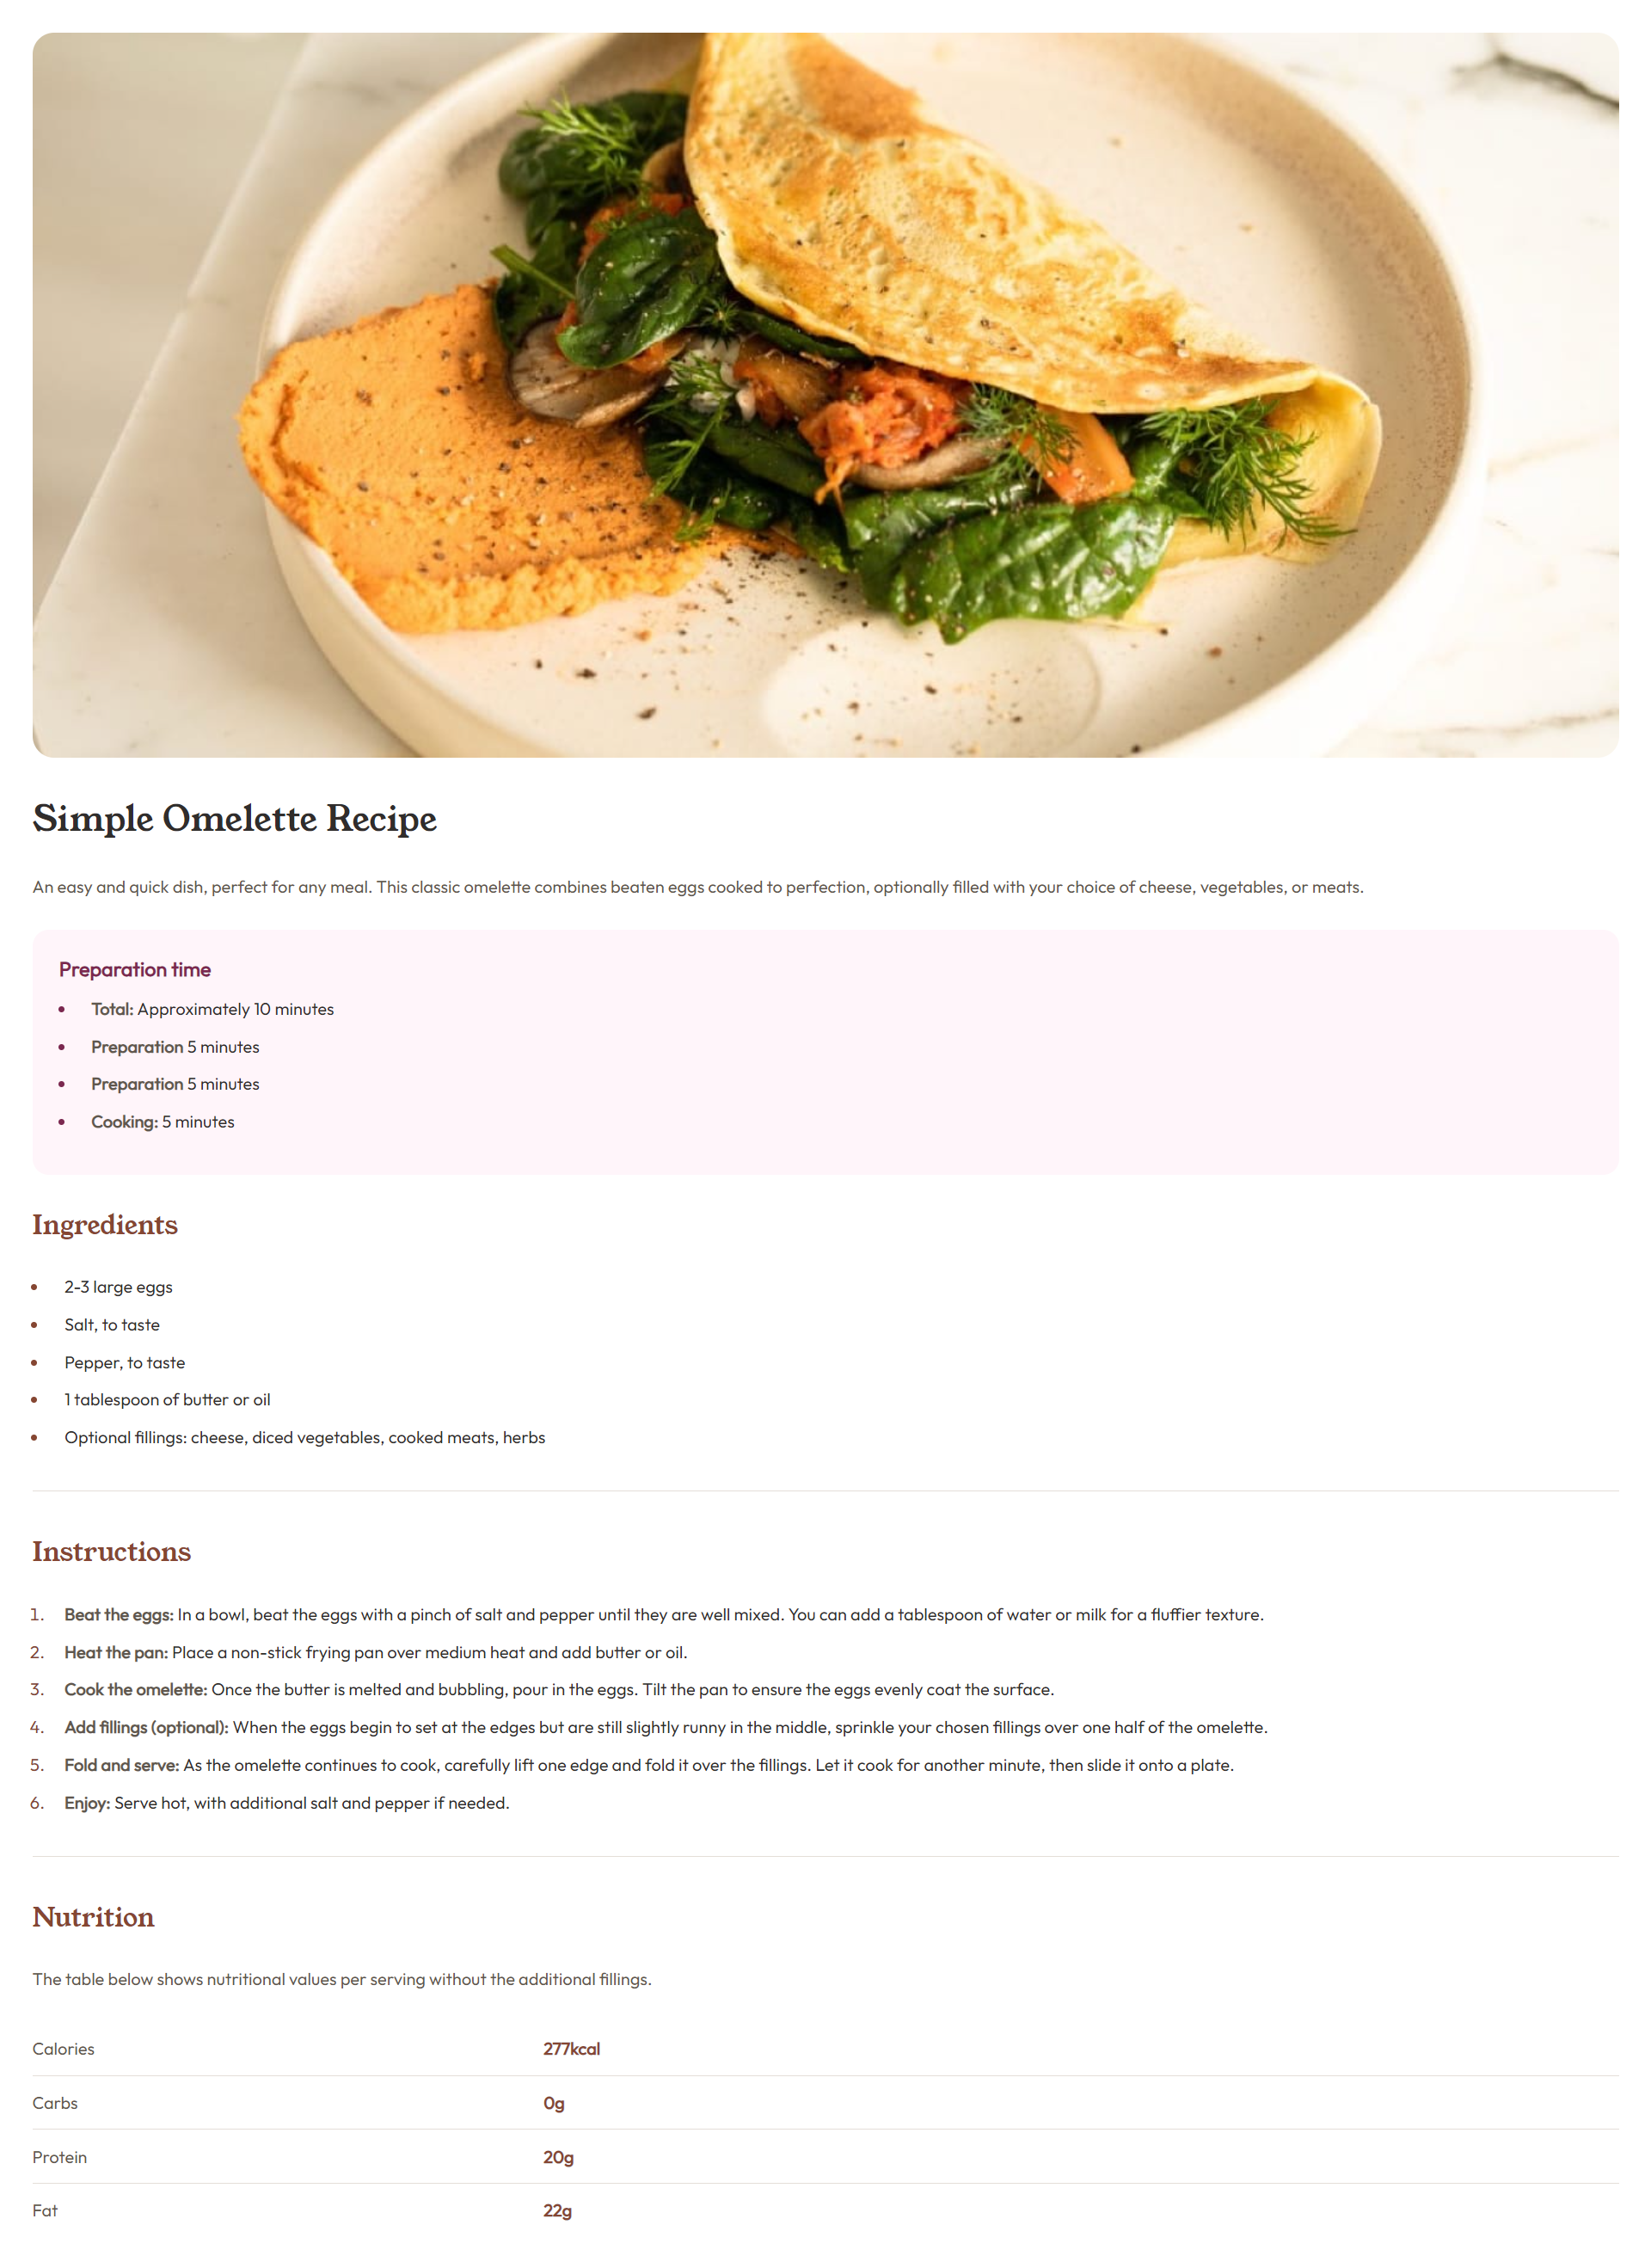 Simple Omelette Recipe
An easy and quick dish, perfect for any meal. This classic omelette combines beaten eggs cooked to perfection, optionally filled with your choice of cheese, vegetables, or meats.
Preparation time
• Total: Approximately 10 minutes
• Preparation 5 minutes
• Preparation 5 minutes
• Cooking: 5 minutes
Ingredients
• 2-3 large eggs
• Salt, to taste
• Pepper, to taste
• 1 tablespoon of butter or oil
• Optional fillings: cheese, diced vegetables, cooked meats, herbs
Instructions
1. Beat the eggs: In a bowl, beat the eggs with a pinch of salt and pepper until they are well mixed. You can add a tablespoon of water or milk for a fluffier texture.
2. Heat the pan: Place a non-stick frying pan over medium heat and add butter or oil.
3. Cook the omelette: Once the butter is melted and bubbling, pour in the eggs. Tilt the pan to ensure the eggs evenly coat the surface.
4. Add fillings (optional): When the eggs begin to set at the edges but are still slightly runny in the middle, sprinkle your chosen fillings over one half of the omelette.
5. Fold and serve: As the omelette continues to cook, carefully lift one edge and fold it over the fillings. Let it cook for another minute, then slide it onto a plate.
6. Enjoy: Serve hot, with additional salt and pepper if needed.
Nutrition
The table below shows nutritional values per serving without the additional fillings.
Calories 277kcal
Carbs 0g
Protein 20g
Fat 22g